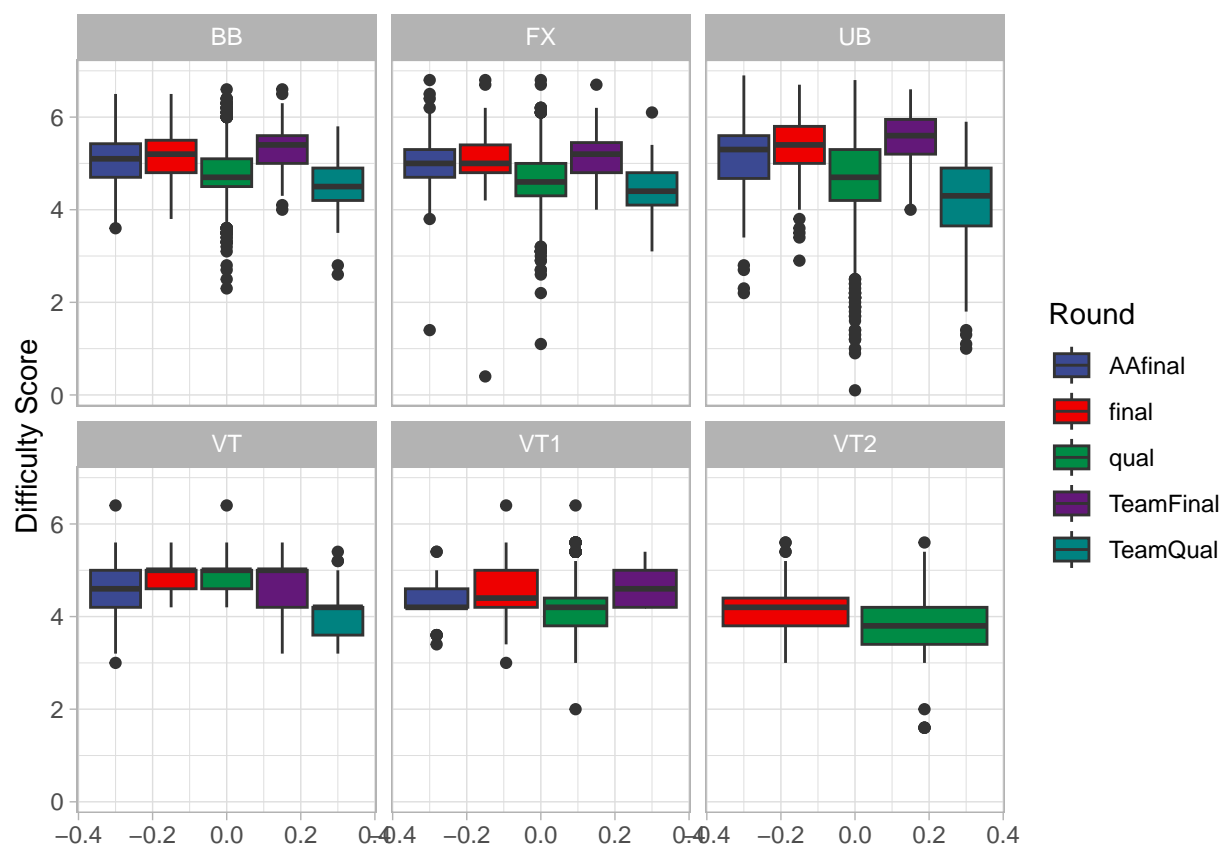 BB FX UB
6
4
2
0
Difficulty Score
VT VT1 VT2
6
4
2
0
−0.4 −0.2 0.0 0.2 0.4 −0.4 −0.2 0.0 0.2 0.4 −0.4 −0.2 0.0 0.2 0.4
Round
AAfinal
final
qual
TeamFinal
TeamQual